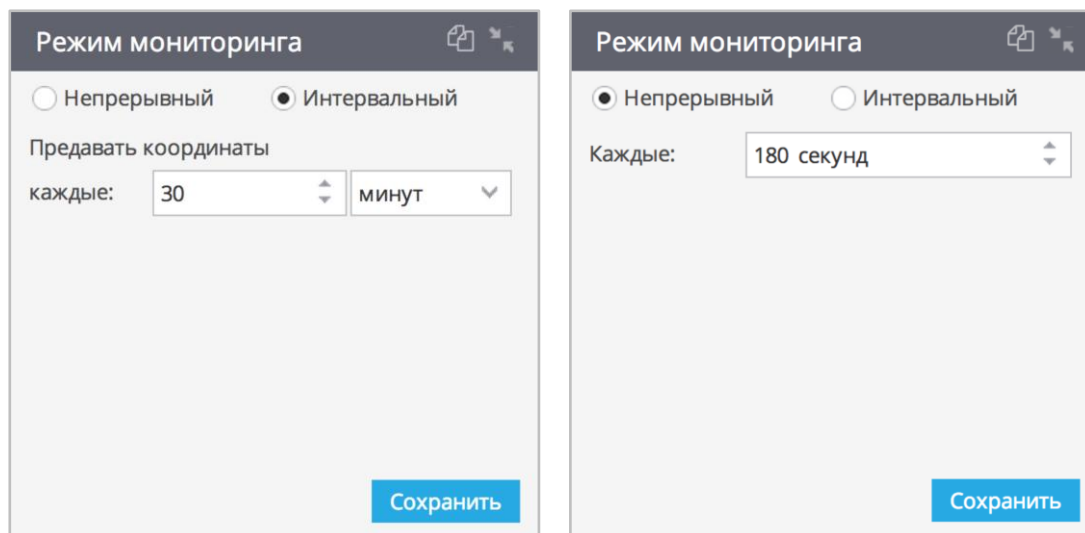 Режим мониторинга
Непрерывный Интервальный
Предавать координаты
каждые: 30 минут
Сохранить
Режим мониторинга
Непрерывный Интервальный
Каждые: 180 секунд
Сохранить